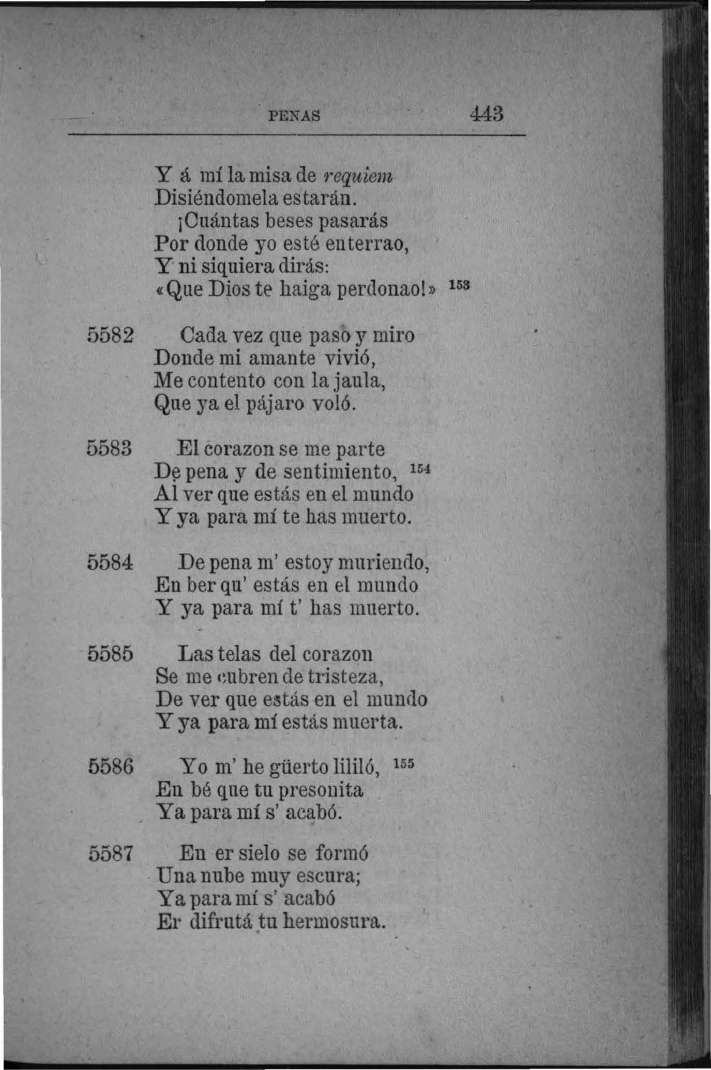 PENAS 443
Y á mí la misa de requiem
Disiéndomela estarán.
¡Cuántas beses pasarás
Por donde yo esté enterrao,
Y ni siquiera dirás:
«Que Dios te haiga perdonao!» 153
5582 Cada vez que paso y miro
Donde mi amante vivió,
Me contento con la jaula,
Que ya el pájaro voló.
5583 El corazon se me parte
De pena y de sentimiento, 154
Al ver que estás en el mundo
Y ya para mí te has muerto.
5584 De pena m' estoy muriendo,
En ber qu' estás en el mundo
Y ya para mí t' has muerto.
5585 Las telas del corazon
Se me cubren de tristeza,
De ver que estás en el mundo
Y ya para mí estás muerta.
5586 Yo m' he güerto lililó, 155
En bé que tu presonita
Ya para mí s' acabó.
5587 En er sielo se formó
Una nube muy escura;
Ya para mí s' acabó
Er difrutá tu hermosura.